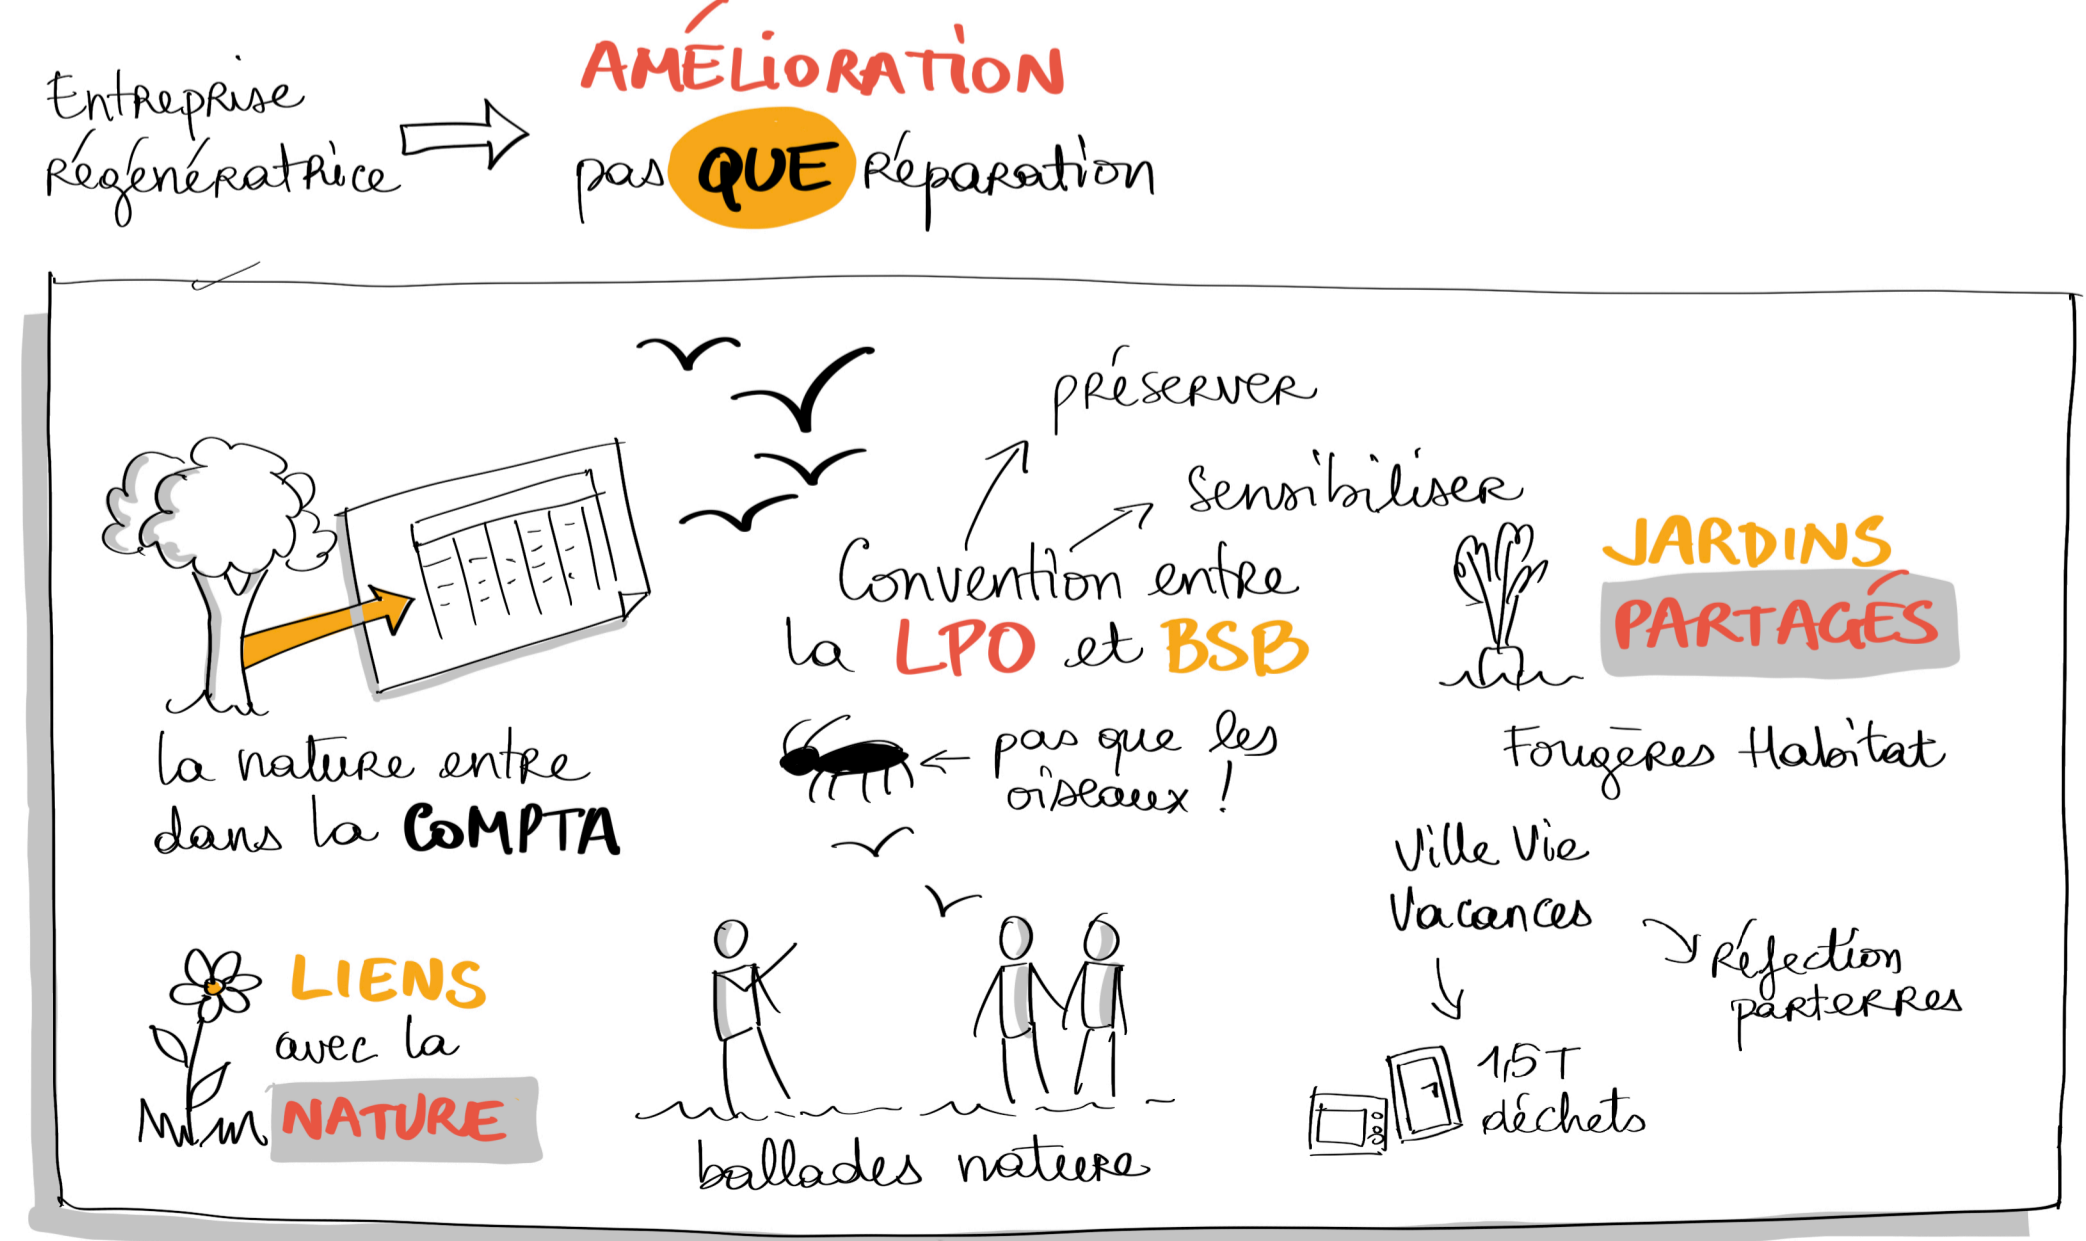 Entreprise
Régénératrice
AMÉLiORATiON
pas QUE réparation
préserver
sensibiliser
Convention entre
la LPO et BSB
pas que les
oiseaux !
la nature entre
dans la COMPTA
JARDINS
PARTAGÉS
Fougères Habitat
Ville Vie
Vacances
Réfection
parterres
1,5T
déchets
LIENS
avec la
NATURE
ballades nature